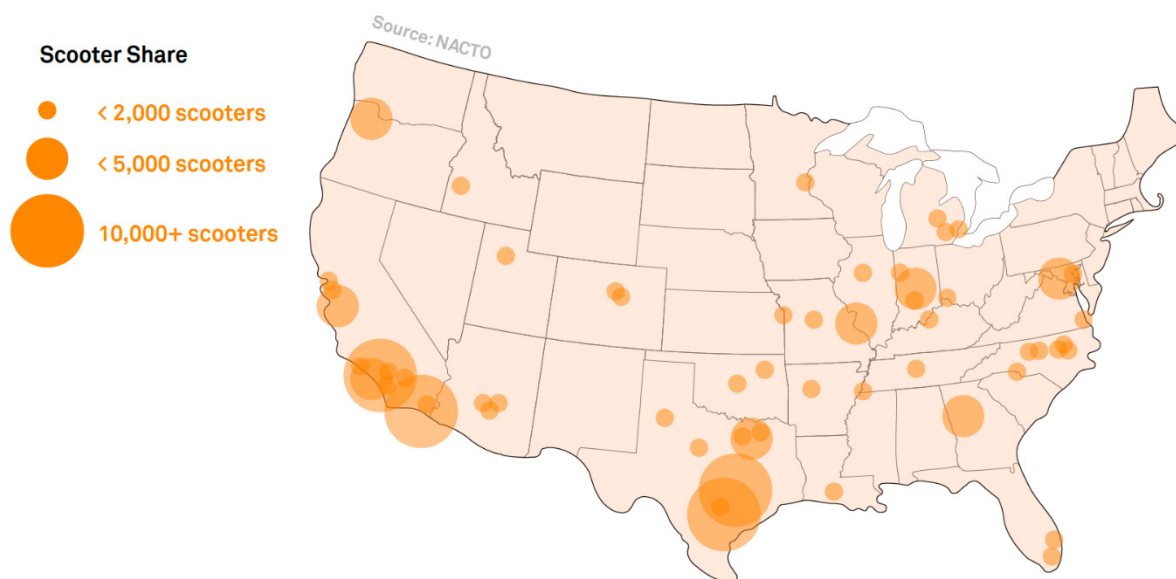 Source: NACTO
Scooter Share
< 2,000 scooters
< 5,000 scooters
10,000+ scooters